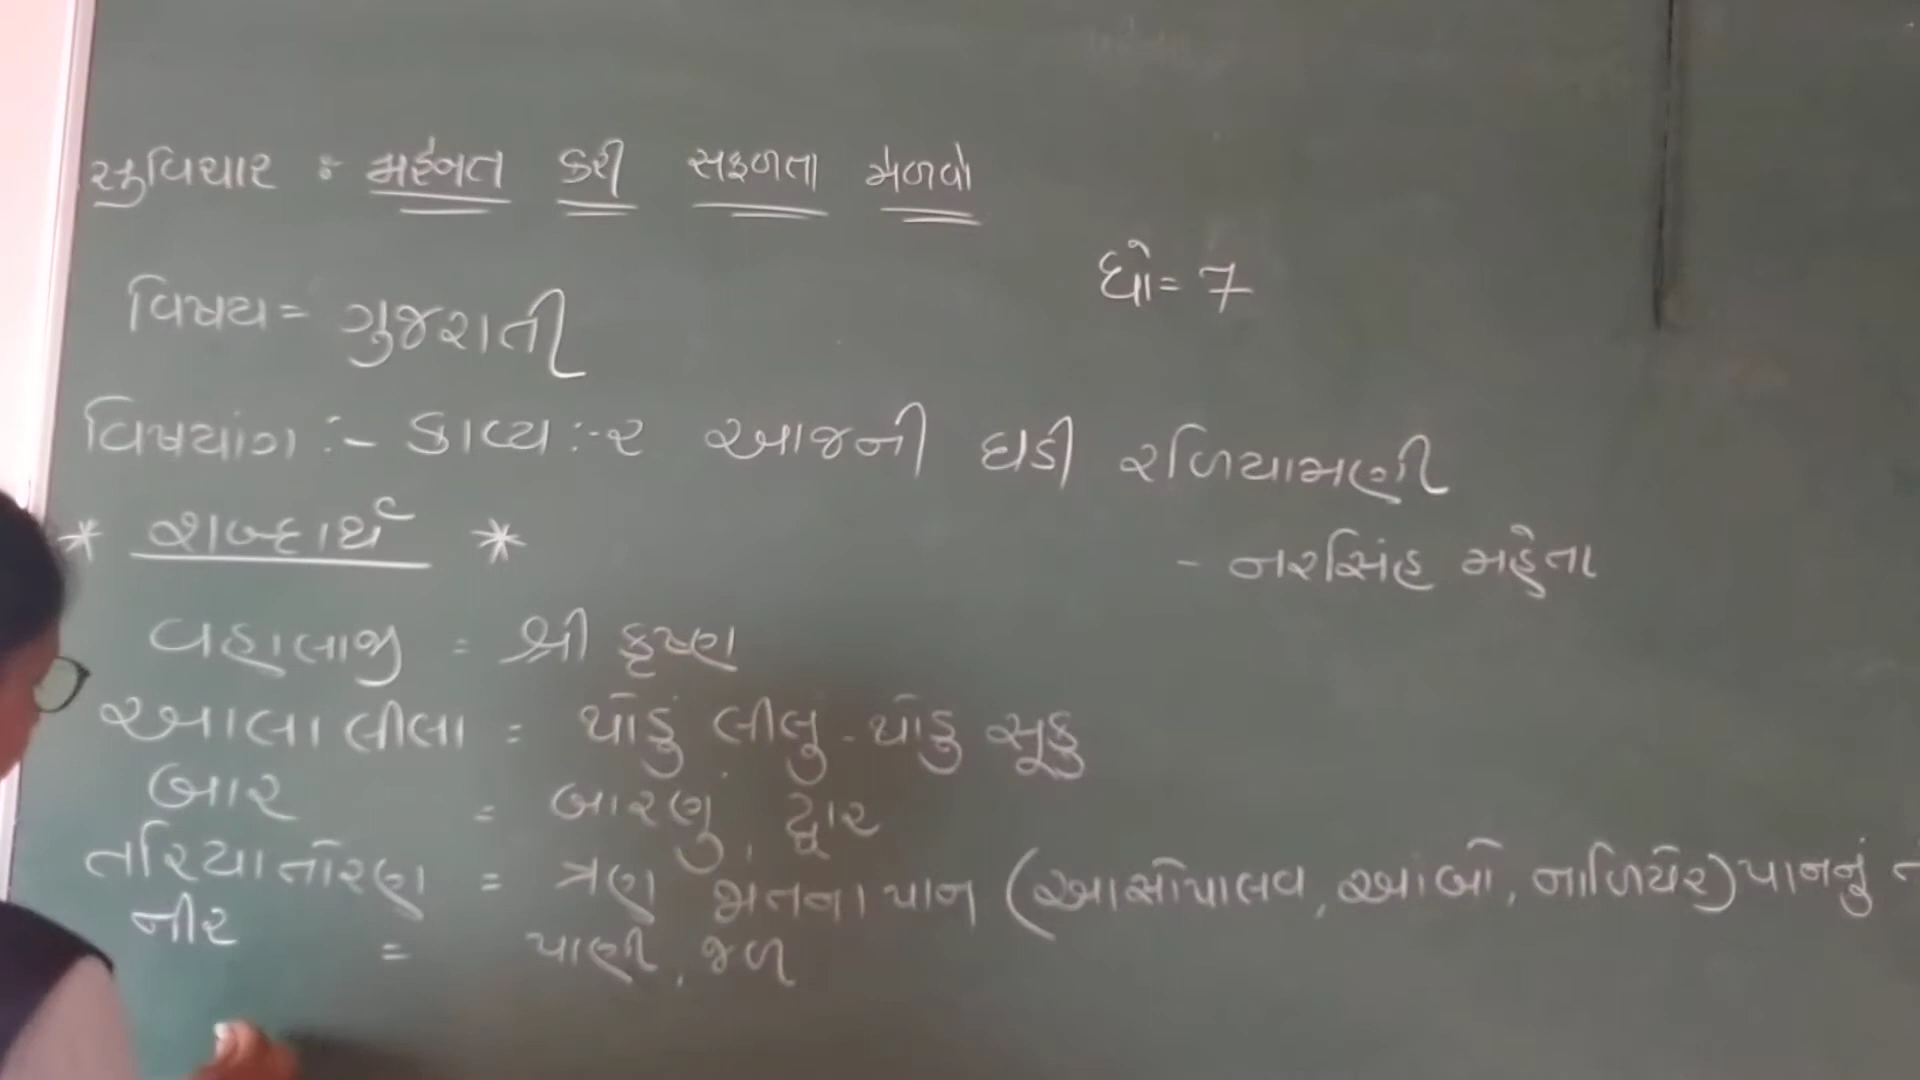 સુવિચાર : મહેનત કરી સફળતા મેળવો
ધો = 7
વિષય = ગુજરાતી
વિષયાંગ :- કાવ્ય :- ૨ આજની ઘડી રળિયામણી
* શબ્દાર્થ *
- નરસિંહ મહેતા
વહાલાજી = શ્રી કૃષ્ણ
આલા લીલા = થોડું લીલુ - થોડુ સૂકુ
બાર = બારણું, દ્વાર
તરિયા તોરણ = ત્રણ જાતના પાન (આસોપાલવ, આંબો, નાળિયેર) પાનનું
નીર = પાણી, જળ